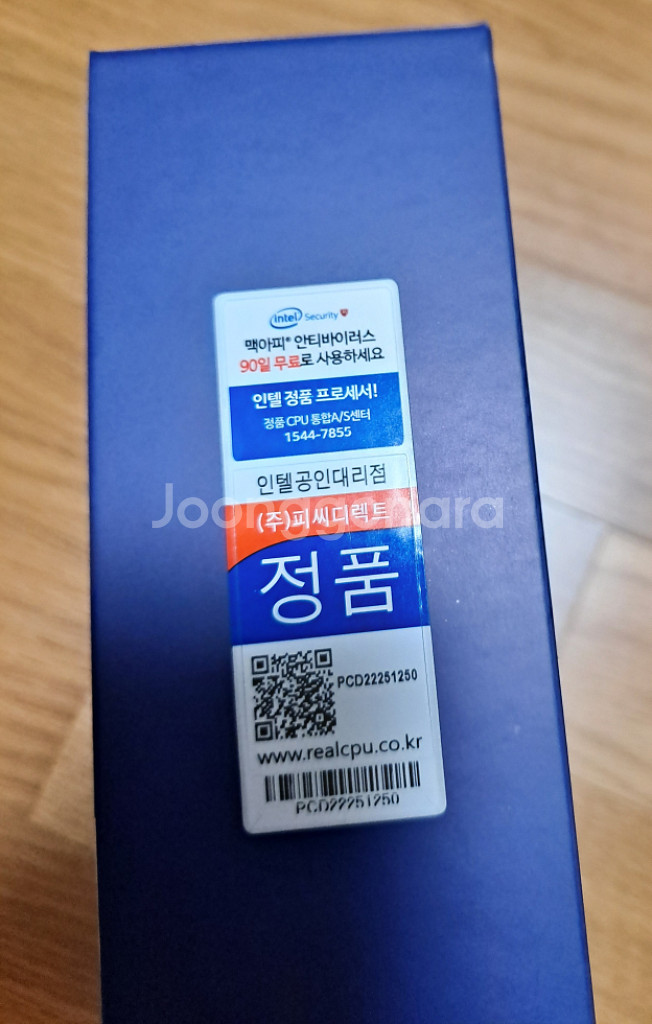 intel Security
맥아피® 안티바이러스
90일 무료로 사용하세요
인텔 정품 프로세서!
정품 CPU 통합A/S센터
1544-7855
인텔공인대리점
Joonggonara
(주)피씨디렉트
정품
PCD22251250
www.realcpu.co.kr
PCD22251250